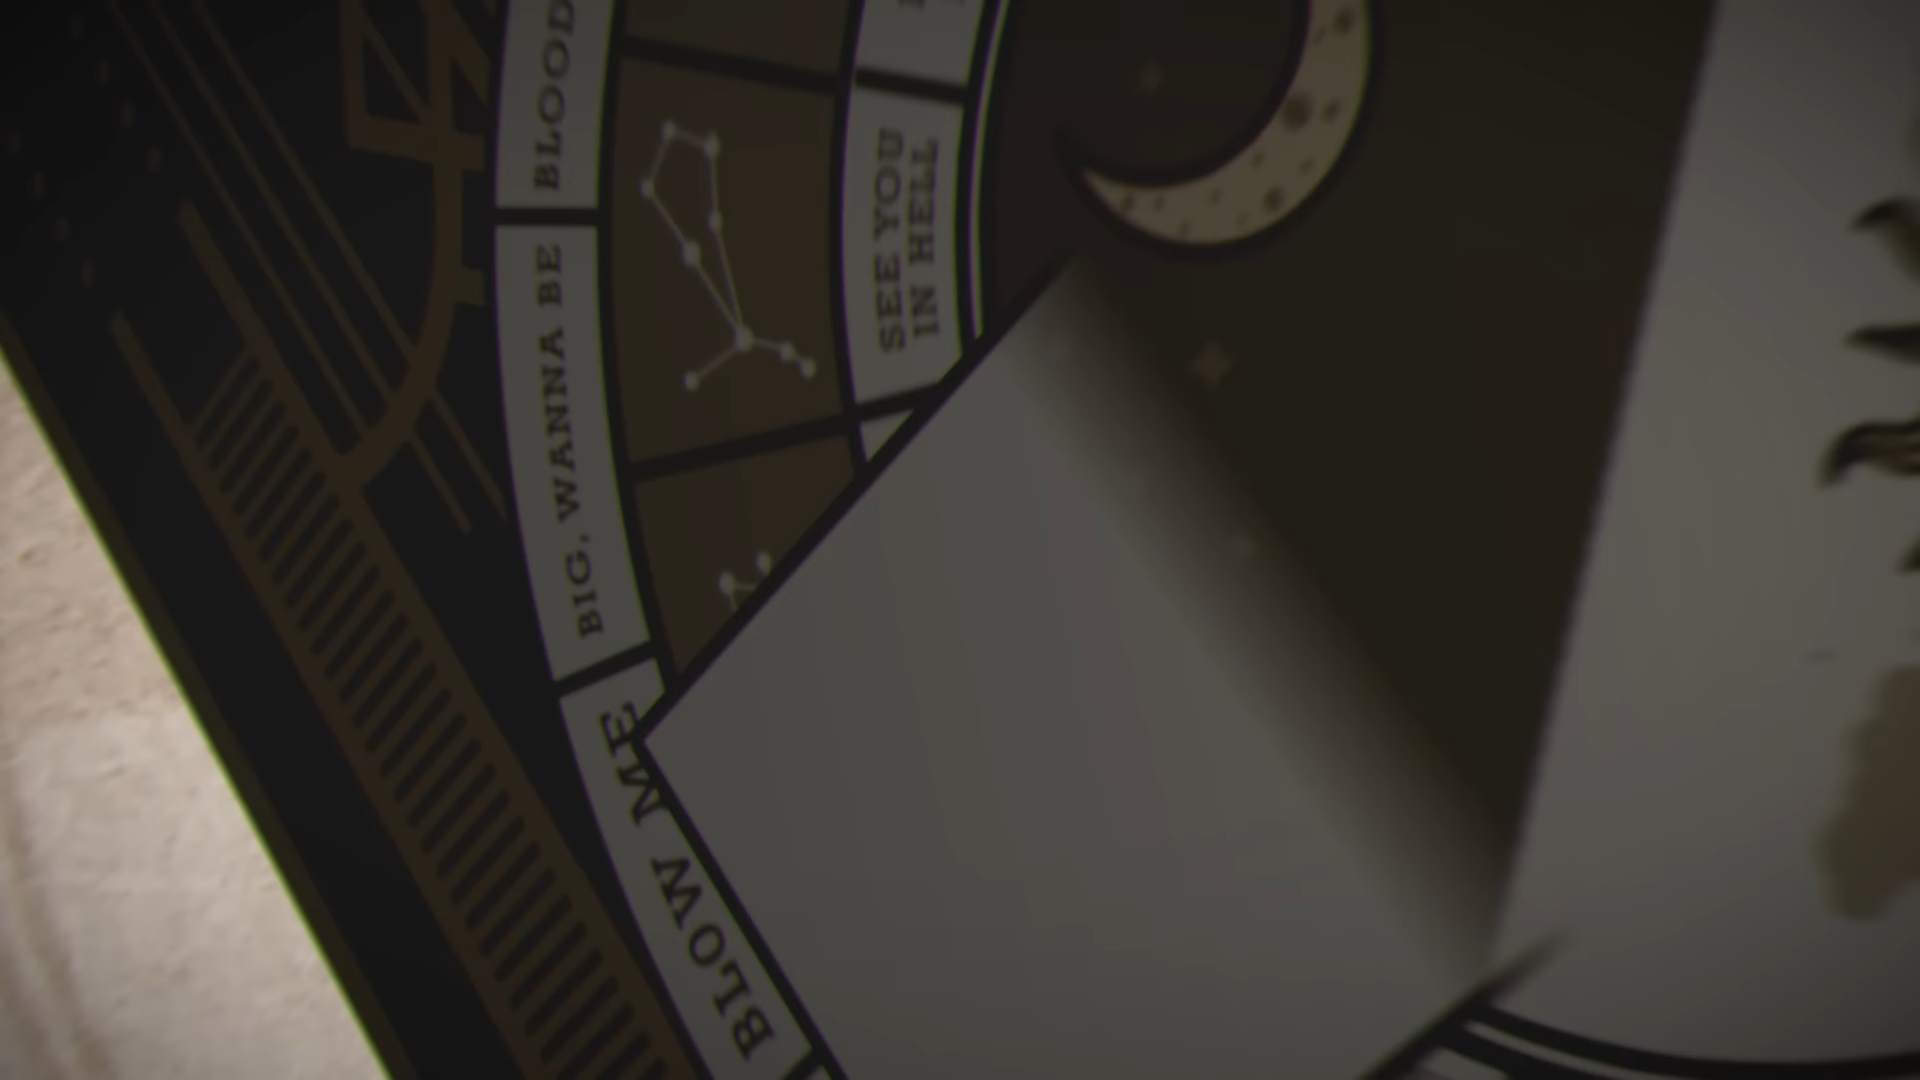 BLOOD
BIG. WANNA BE
BLOW ME
SEE YOU
IN HELL